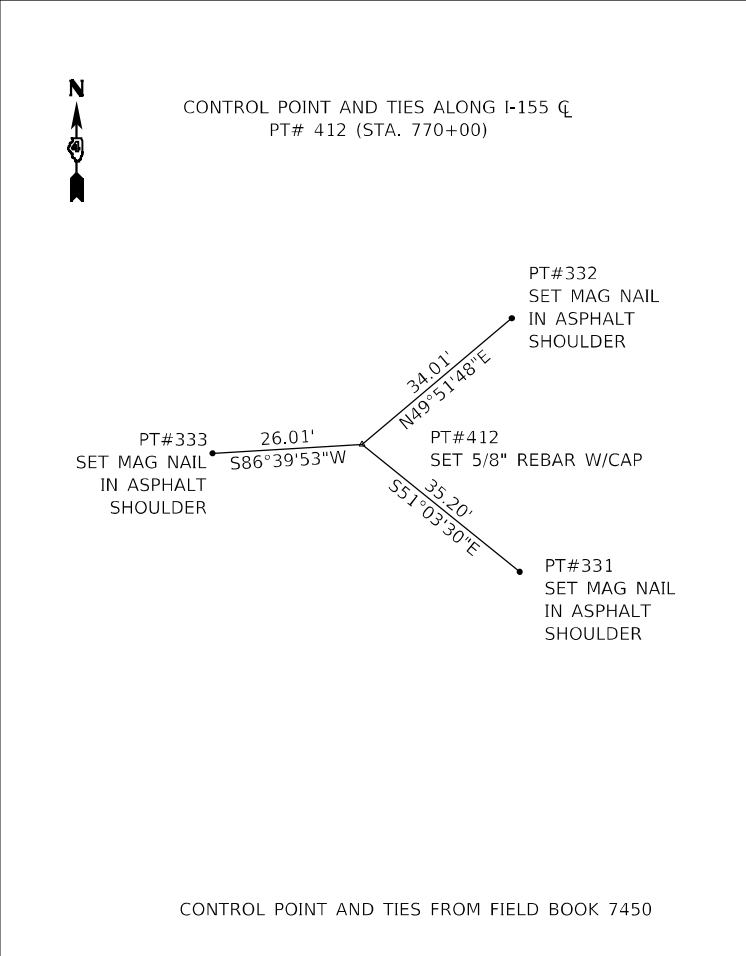 N
4
CONTROL POINT AND TIES ALONG I-155 ℄
PT# 412 (STA. 770+00)
PT#332
SET MAG NAIL
IN ASPHALT
SHOULDER
34.01'
N49°51'48"E
PT#333
SET MAG NAIL
IN ASPHALT
SHOULDER
26.01'
S86°39'53"W
PT#412
SET 5/8" REBAR W/CAP
35.20'
S51°03'30"E
PT#331
SET MAG NAIL
IN ASPHALT
SHOULDER
CONTROL POINT AND TIES FROM FIELD BOOK 7450